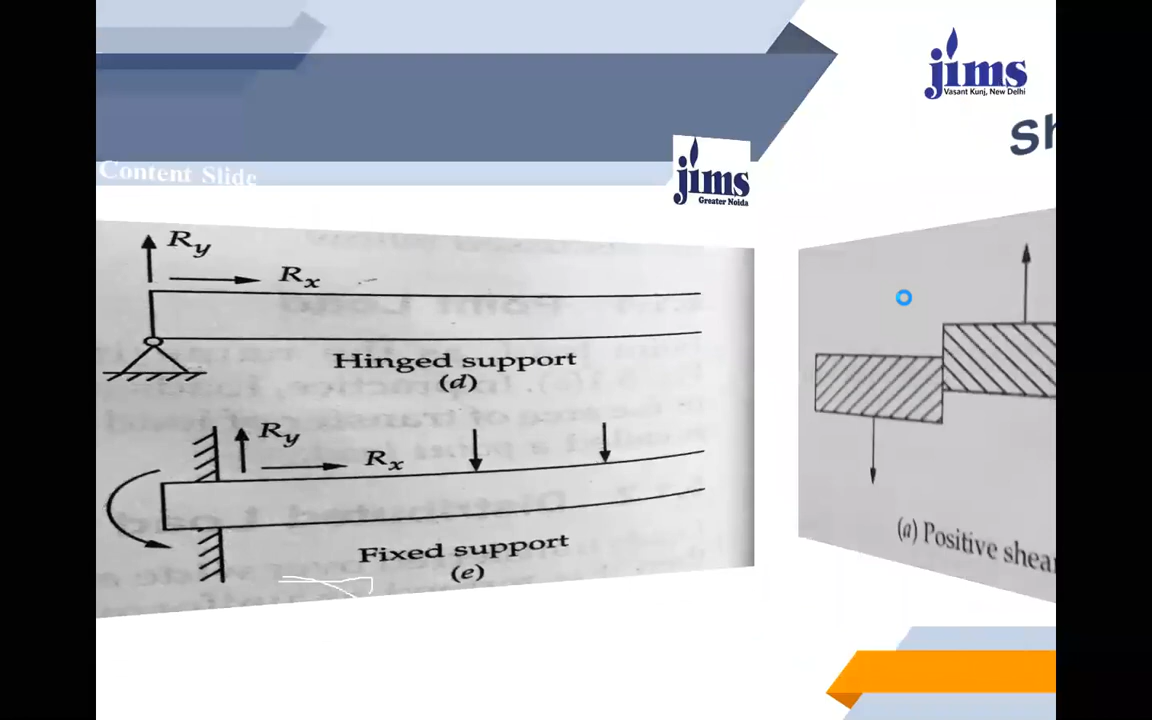 jims
Vasant Kunj, New Delhi
Sh
Content Slide
jims
Greater Noida
Ry
Rx
Hinged support
(d)
Ry
Rx
Fixed support
(e)
(a) Positive shea